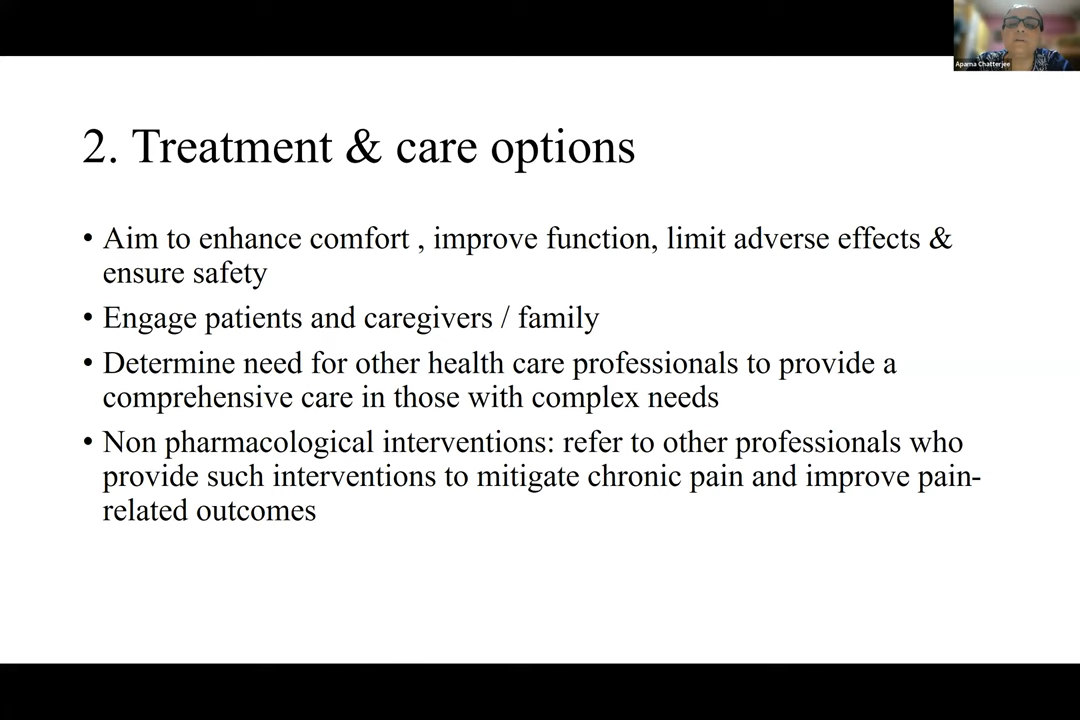 Aparna Chatterjee
2. Treatment & care options
• Aim to enhance comfort , improve function, limit adverse effects &
ensure safety
• Engage patients and caregivers / family
• Determine need for other health care professionals to provide a
comprehensive care in those with complex needs
• Non pharmacological interventions: refer to other professionals who
provide such interventions to mitigate chronic pain and improve pain-
related outcomes